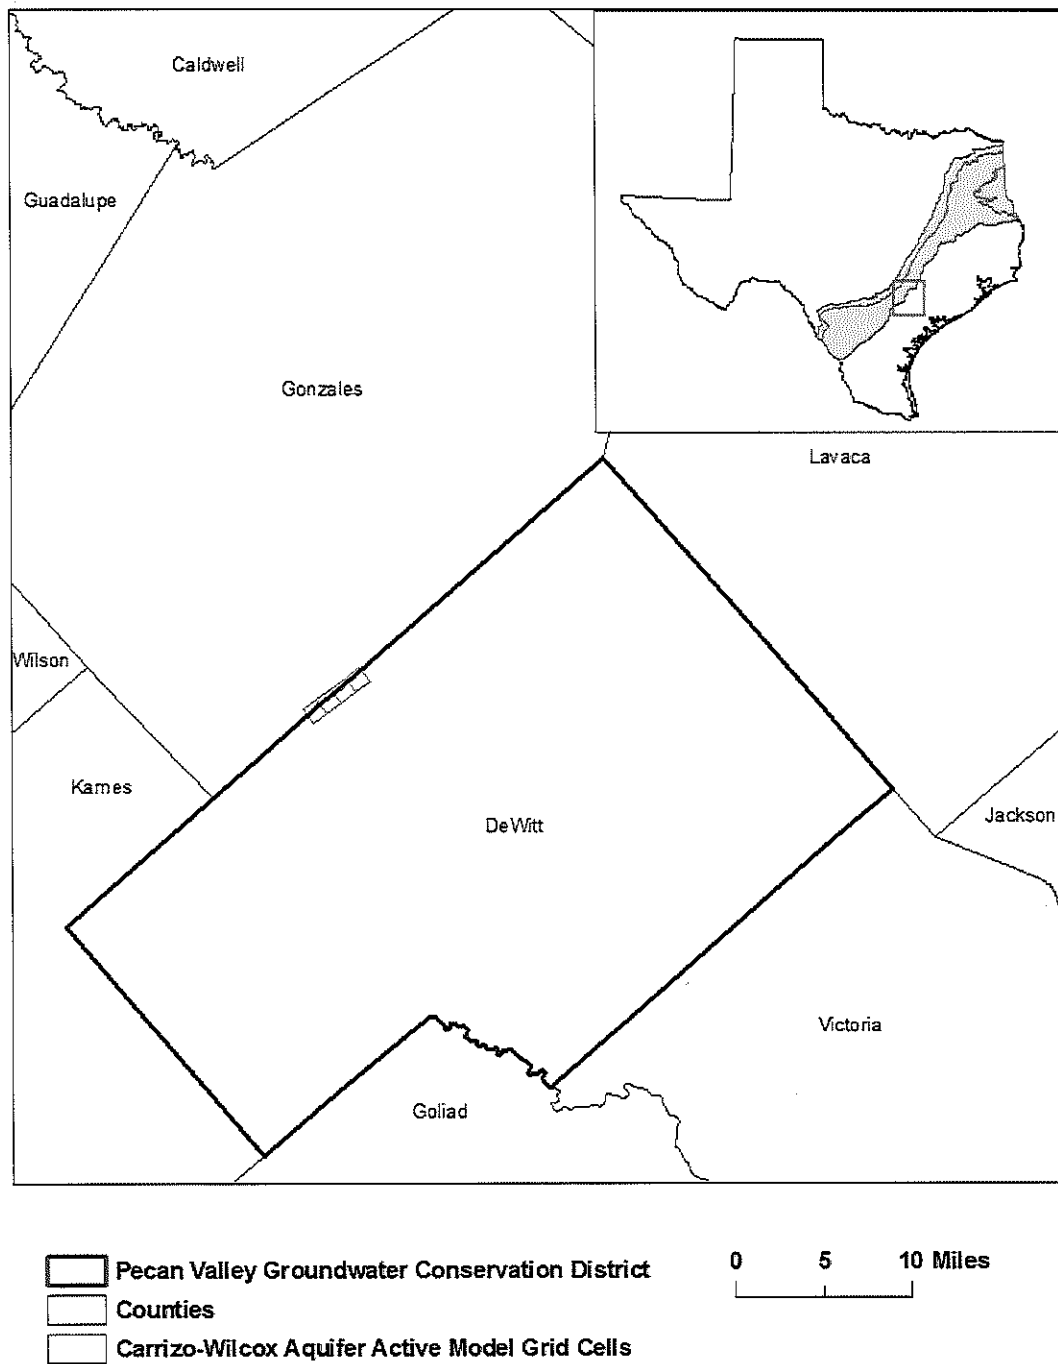 Caldwell
Guadalupe
Gonzales
Lavaca
Wilson
Karnes
DeWitt
Jackson
Victoria
Goliad
Pecan Valley Groundwater Conservation District
Counties
Carrizo-Wilcox Aquifer Active Model Grid Cells
0 5 10 Miles